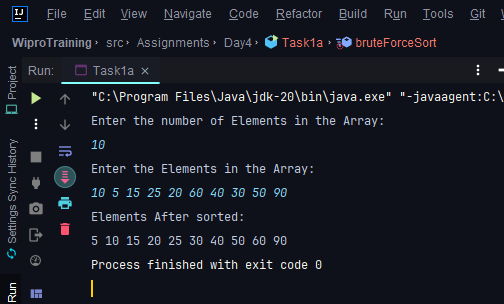 File Edit View Navigate Code Refactor Build Run Tools Git
WiproTraining src Assignments Day4 Task1a bruteForceSort
Run: Task1a
Project
Settings Sync History
Run
"C:\Program Files\Java\jdk-20\bin\java.exe" "-javaagent:C:\
Enter the number of Elements in the Array:
10
Enter the Elements in the Array:
10 5 15 25 20 60 40 30 50 90
Elements After sorted:
5 10 15 20 25 30 40 50 60 90
Process finished with exit code 0